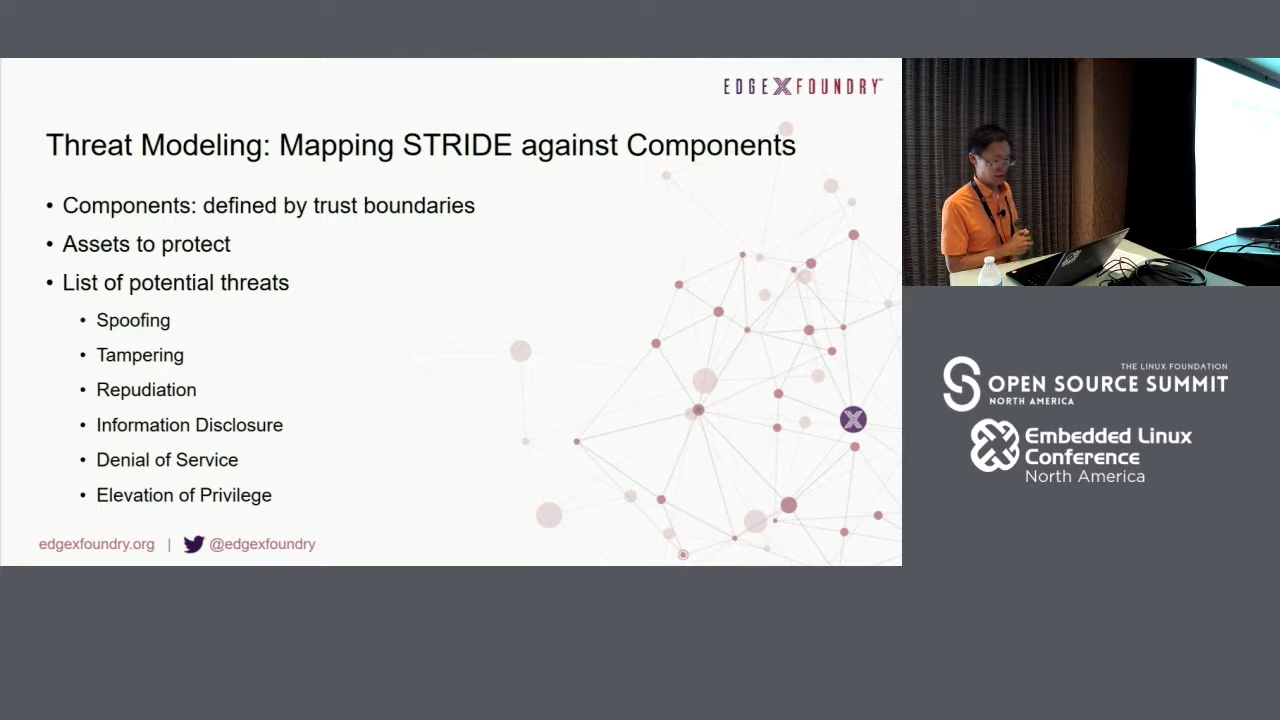 EDGEXFOUNDRY™
Threat Modeling: Mapping STRIDE against Components
• Components: defined by trust boundaries
• Assets to protect
• List of potential threats
• Spoofing
• Tampering
• Repudiation
• Information Disclosure
• Denial of Service
• Elevation of Privilege
edgexfoundry.org | @edgexfoundry
THE LINUX FOUNDATION
OPEN SOURCE SUMMIT
NORTH AMERICA
Embedded Linux
Conference
North America